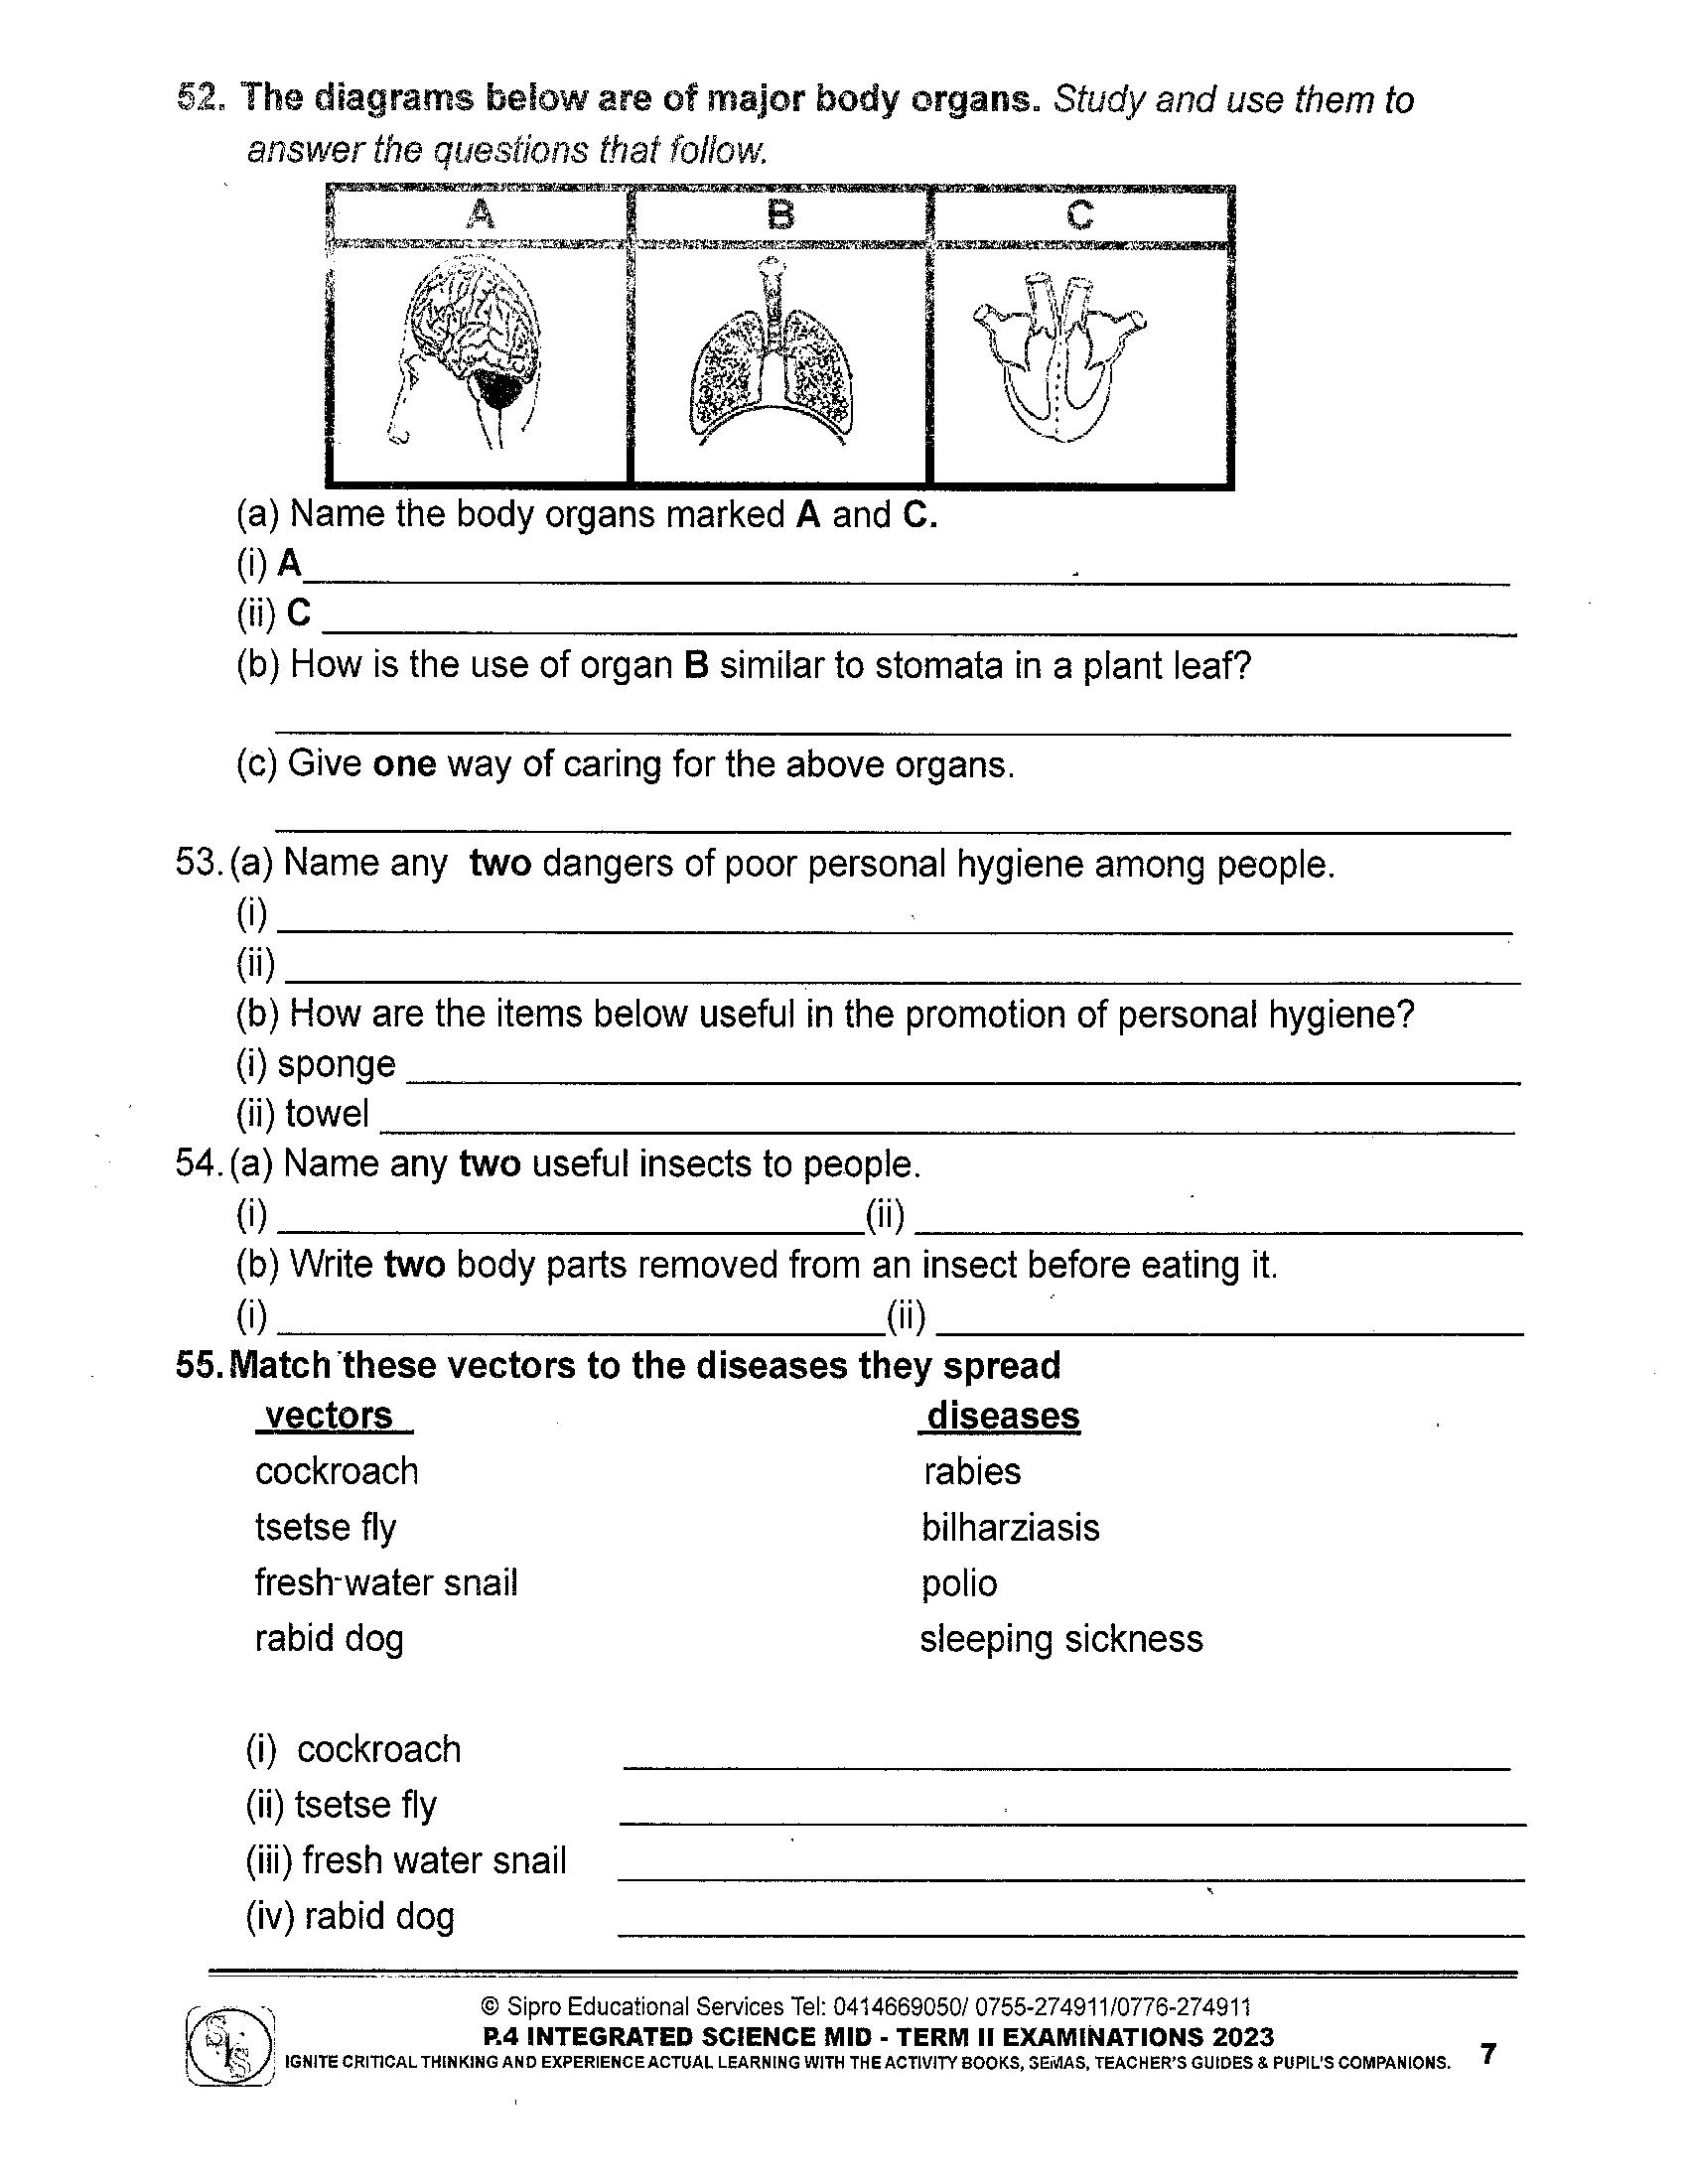 52. The diagrams below are of major body organs. Study and use them to
answer the questions that follow.
A B C
(a) Name the body organs marked A and C.
(i) A
(ii) C
(b) How is the use of organ B similar to stomata in a plant leaf?
(c) Give one way of caring for the above organs.
53. (a) Name any two dangers of poor personal hygiene among people.
(i)
(ii)
(b) How are the items below useful in the promotion of personal hygiene?
(i) sponge
(ii) towel
54. (a) Name any two useful insects to people.
(i) (ii)
(b) Write two body parts removed from an insect before eating it.
(i) (ii)
55. Match these vectors to the diseases they spread
vectors diseases
cockroach rabies
tsetse fly bilharziasis
fresh-water snail polio
rabid dog sleeping sickness
(i) cockroach
(ii) tsetse fly
(iii) fresh water snail
(iv) rabid dog
© Sipro Educational Services Tel: 0414669050/ 0755-274911/0776-274911
P.4 INTEGRATED SCIENCE MID - TERM II EXAMINATIONS 2023
IGNITE CRITICAL THINKING AND EXPERIENCE ACTUAL LEARNING WITH THE ACTIVITY BOOKS, SEMAS, TEACHER'S GUIDES & PUPIL'S COMPANIONS. 7
SES